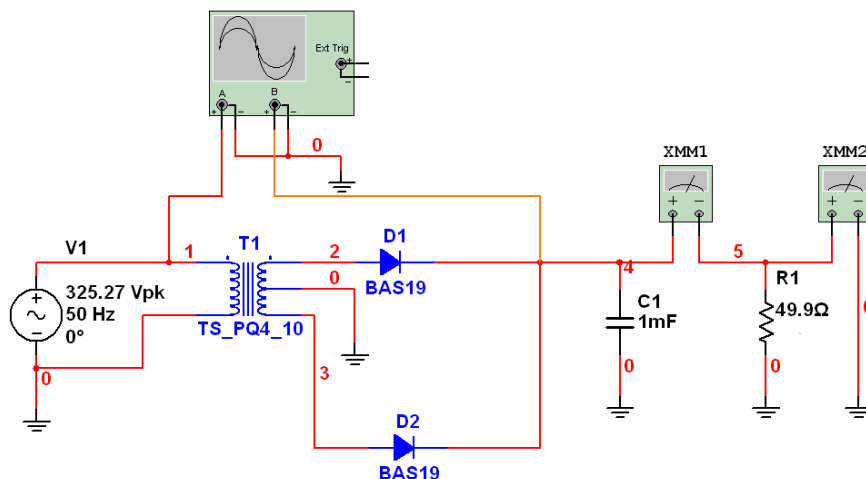 Ext Trig
+
−
A
B
+ − + −
0
XMM1
XMM2
+ −
+ −
V1
1
T1
2
D1
0
BAS19
4
5
325.27 Vpk
50 Hz
0°
TS_PQ4_10
C1
1mF
R1
49.9Ω
0
3
0
0
D2
BAS19